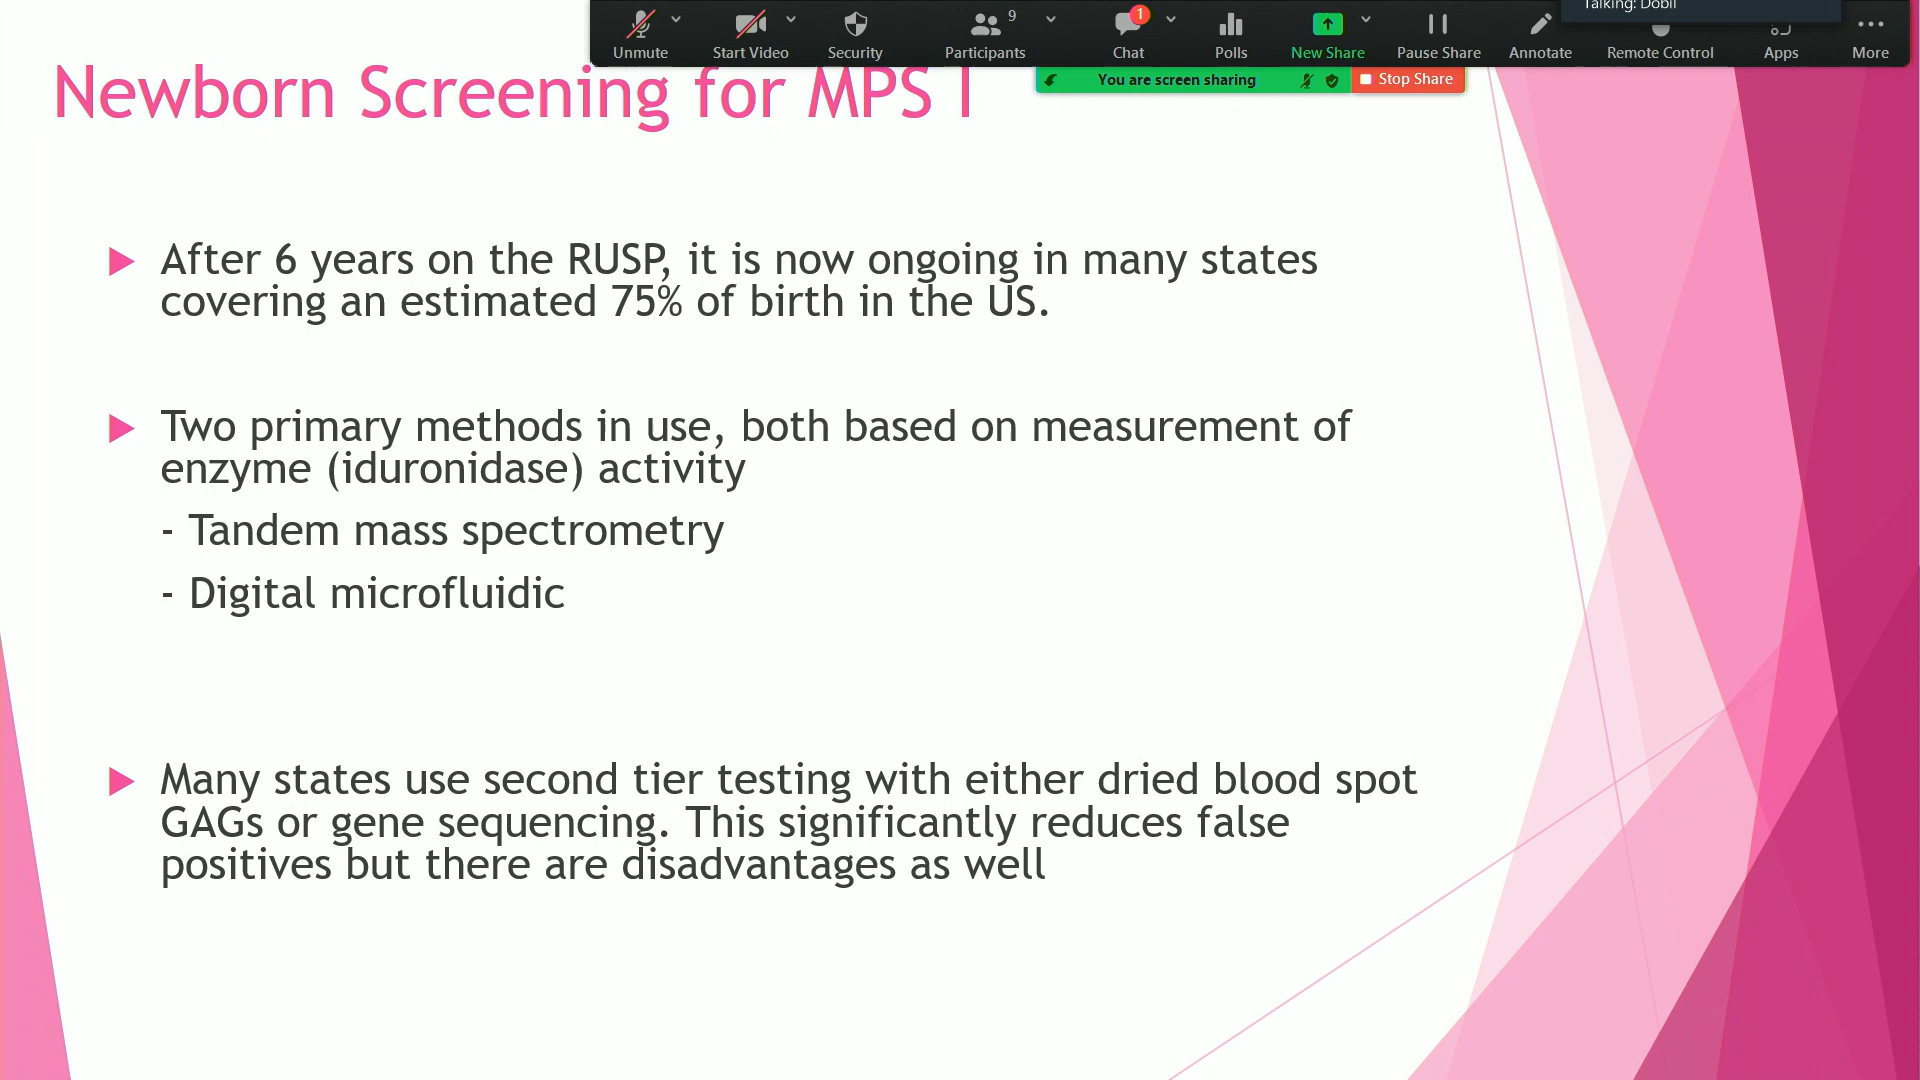 Talking: Dobil
9
1
Unmute
Start Video
Security
Participants
Chat
Polls
New Share
Pause Share
Annotate
Remote Control
Apps
More
You are screen sharing
Stop Share
Newborn Screening for MPS I
After 6 years on the RUSP, it is now ongoing in many states
covering an estimated 75% of birth in the US.
Two primary methods in use, both based on measurement of
enzyme (iduronidase) activity
- Tandem mass spectrometry
- Digital microfluidic
Many states use second tier testing with either dried blood spot
GAGs or gene sequencing. This significantly reduces false
positives but there are disadvantages as well